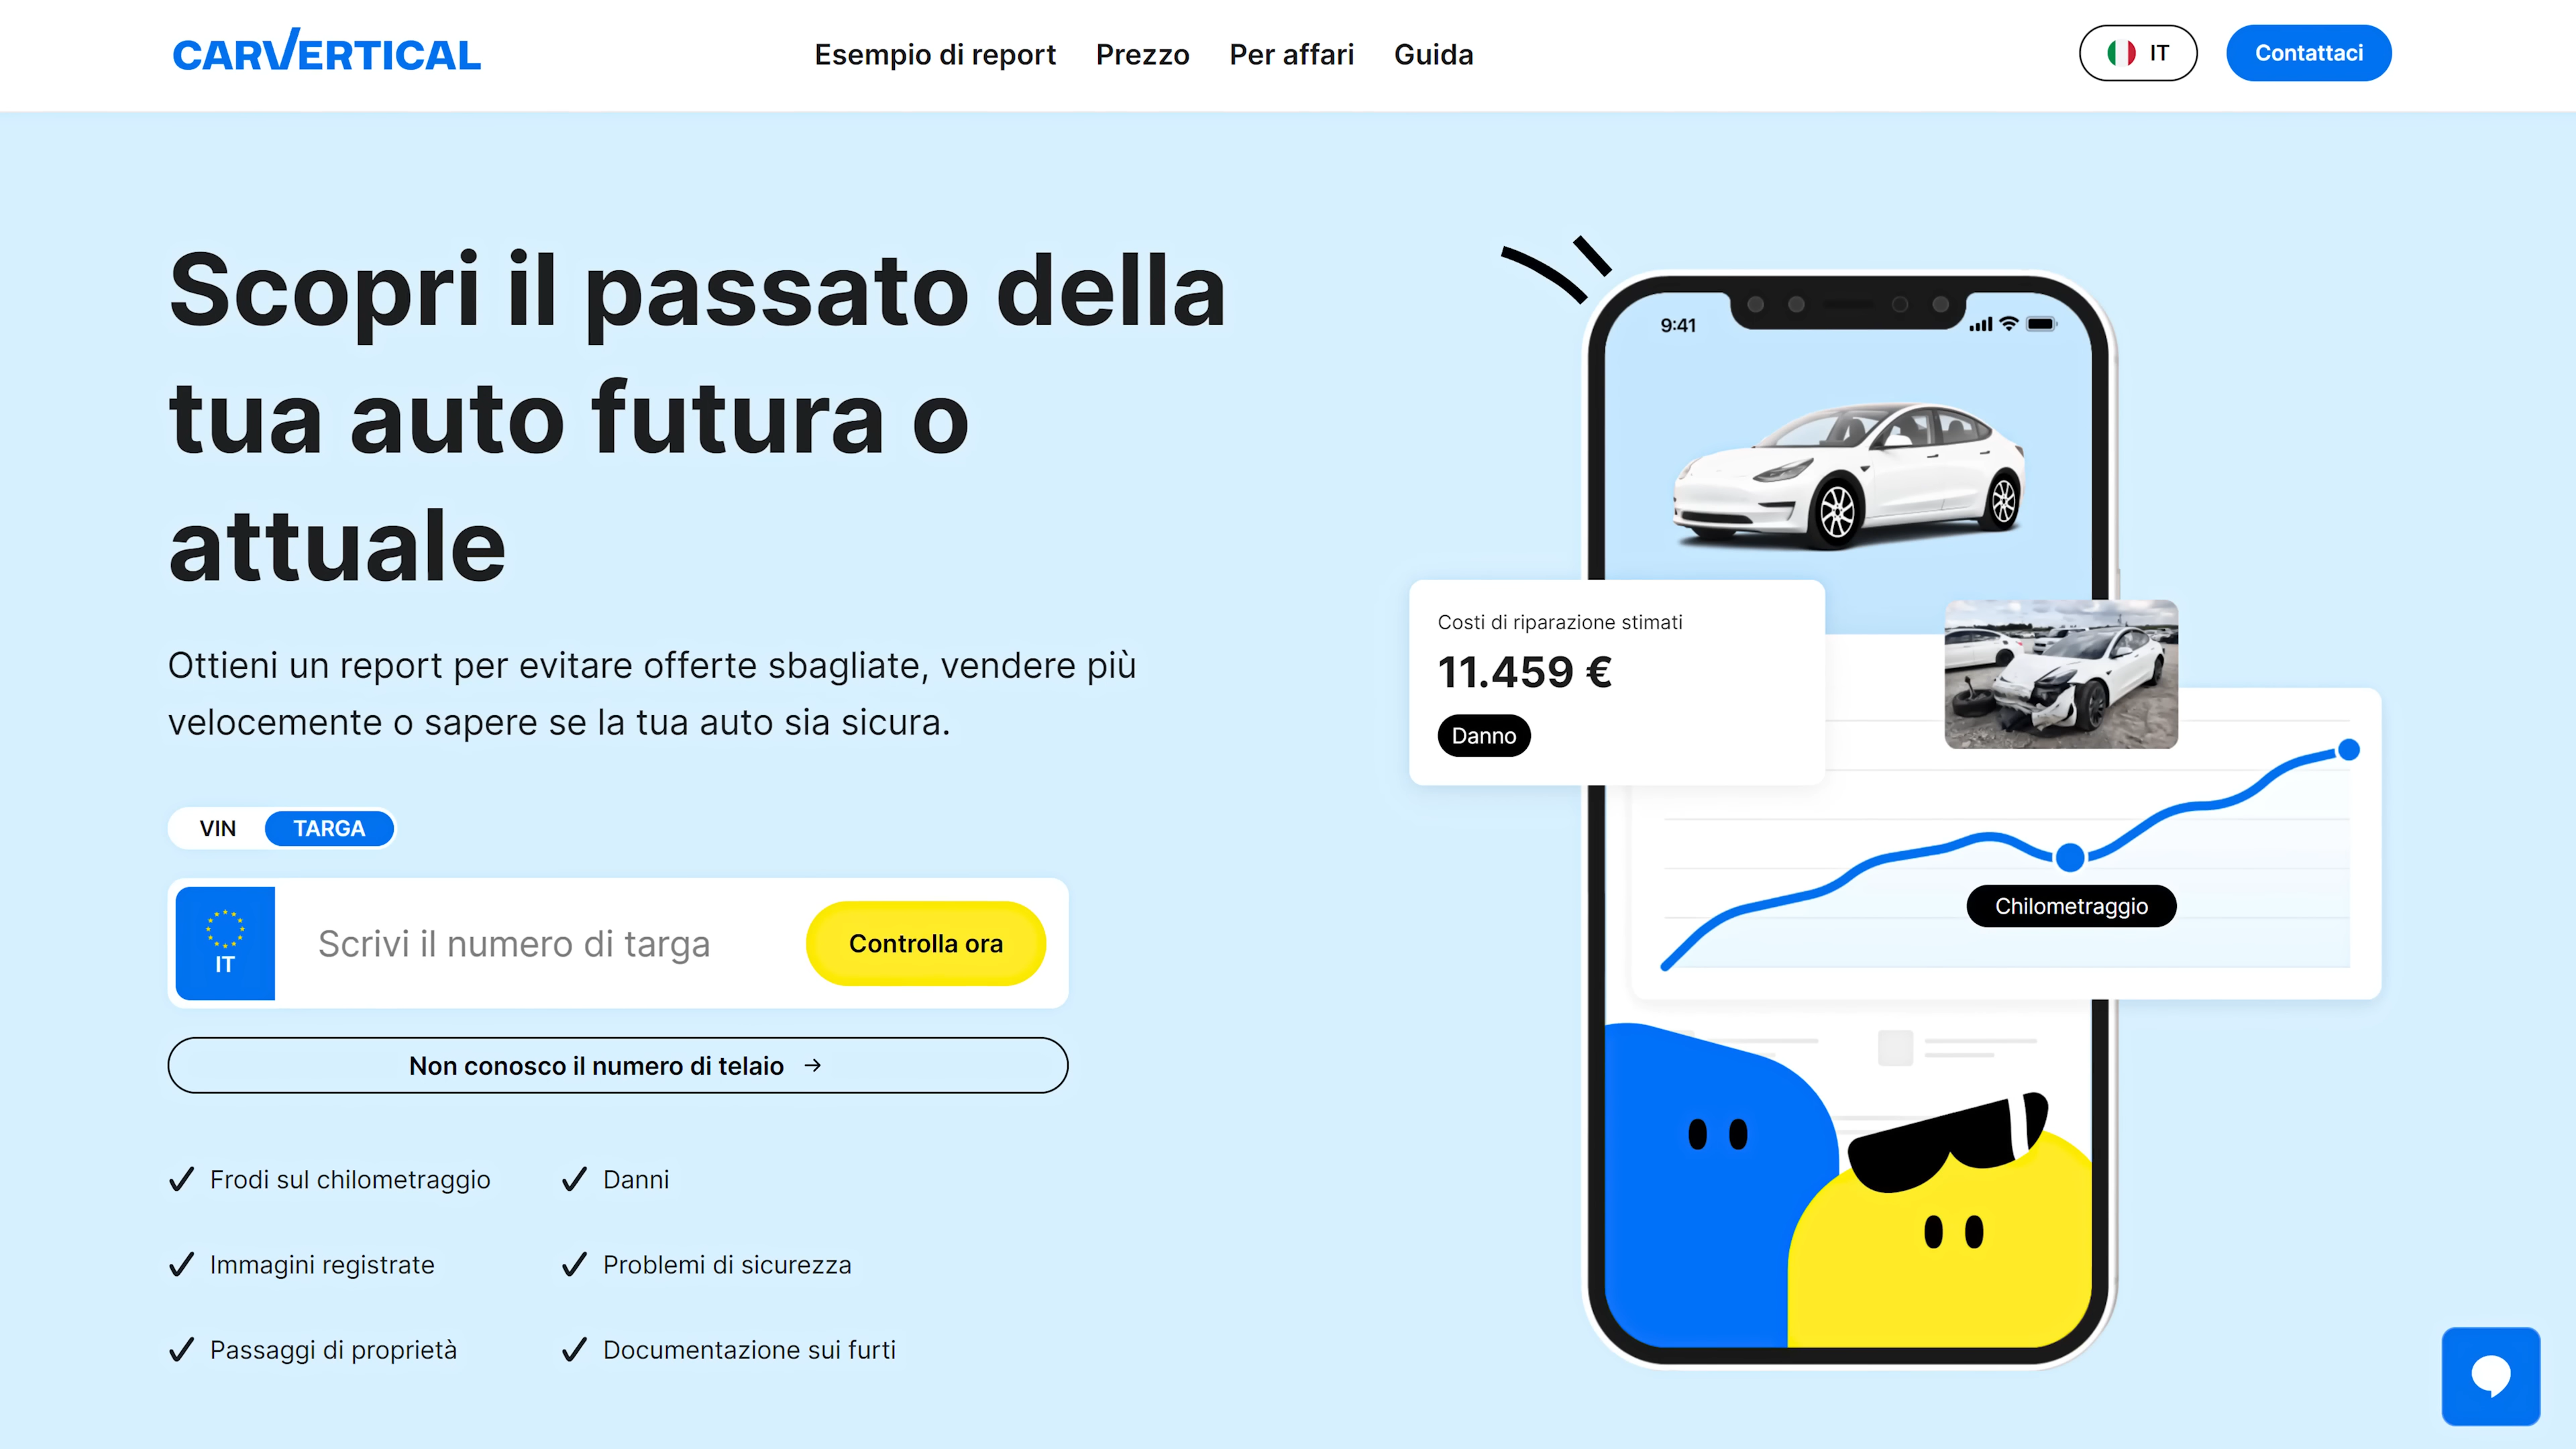 CARVERTICAL
Esempio di report
Prezzo
Per affari
Guida
IT
Contattaci
Scopri il passato della
tua auto futura o
attuale
Ottieni un report per evitare offerte sbagliate, vendere più
velocemente o sapere se la tua auto sia sicura.
VIN
TARGA
IT
Scrivi il numero di targa
Controlla ora
Non conosco il numero di telaio →
Frodi sul chilometraggio
Danni
Immagini registrate
Problemi di sicurezza
Passaggi di proprietà
Documentazione sui furti
9:41
Costi di riparazione stimati
11.459 €
Danno
Chilometraggio